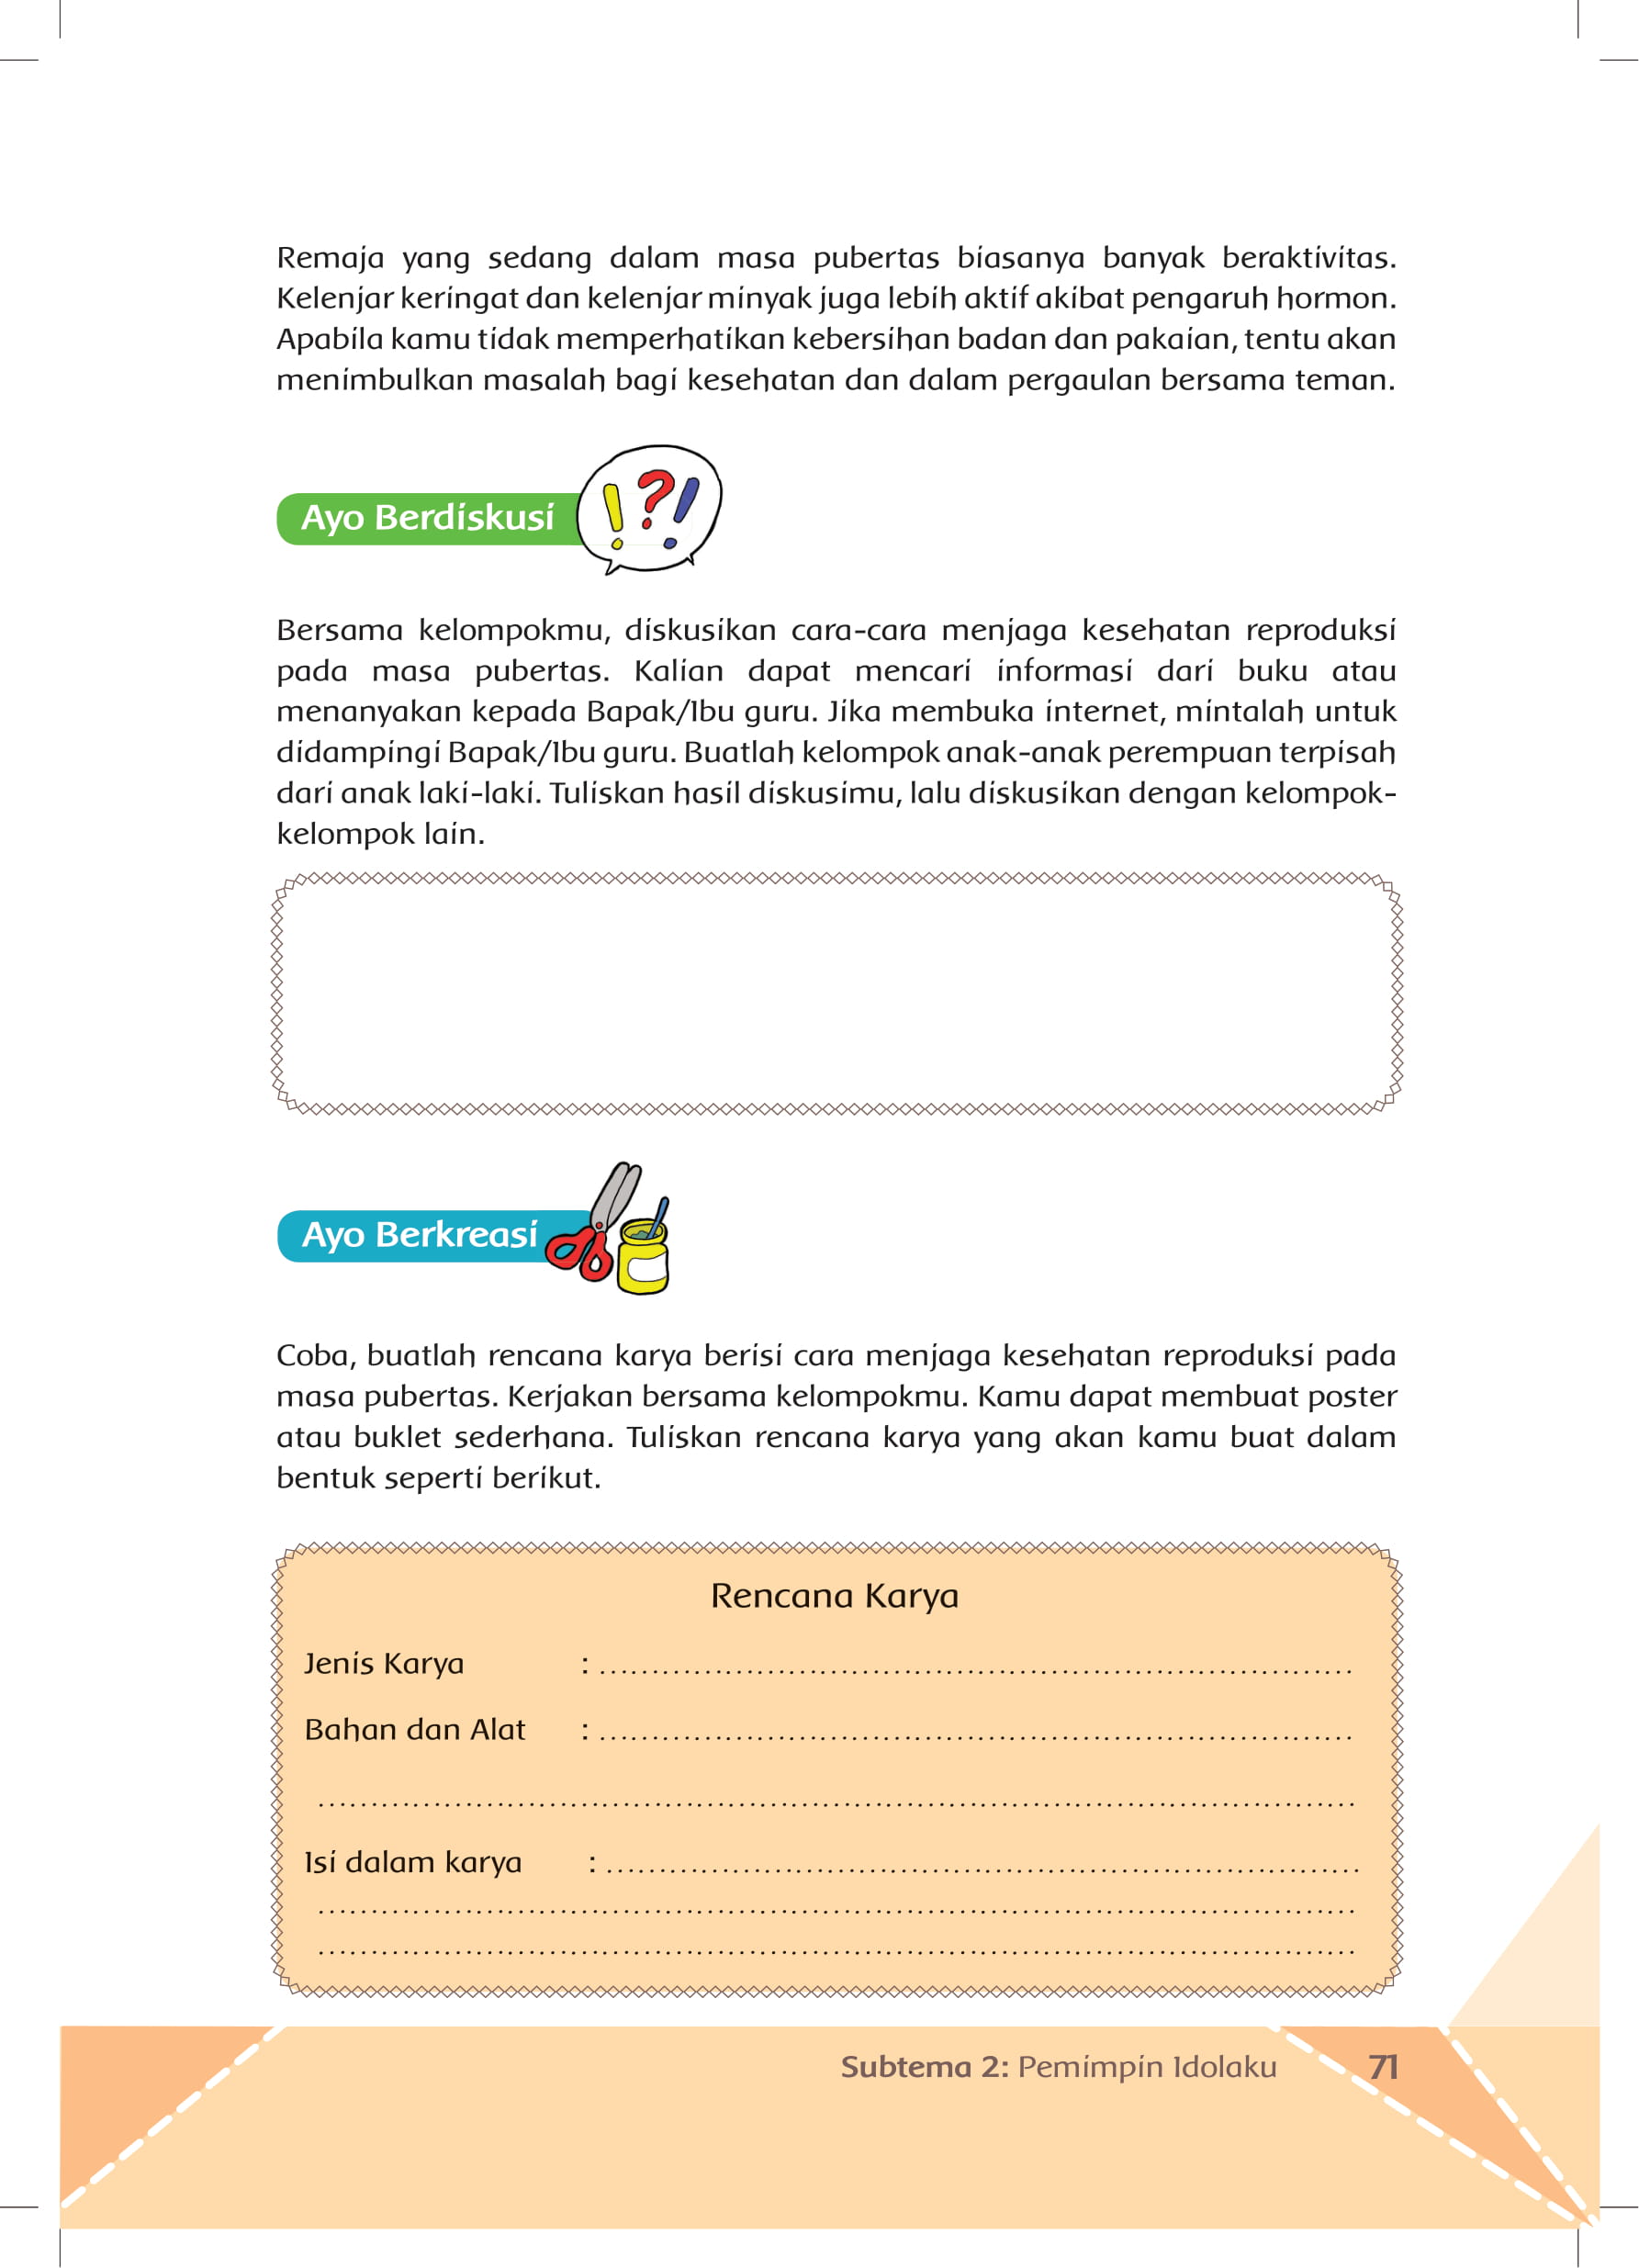 Remaja yang sedang dalam masa pubertas biasanya banyak beraktivitas.
Kelenjar keringat dan kelenjar minyak juga lebih aktif akibat pengaruh hormon.
Apabila kamu tidak memperhatikan kebersihan badan dan pakaian, tentu akan
menimbulkan masalah bagi kesehatan dan dalam pergaulan bersama teman.
Ayo Berdiskusi
!?!
Bersama kelompokmu, diskusikan cara-cara menjaga kesehatan reproduksi
pada masa pubertas. Kalian dapat mencari informasi dari buku atau
menanyakan kepada Bapak/Ibu guru. Jika membuka internet, mintalah untuk
didampingi Bapak/Ibu guru. Buatlah kelompok anak-anak perempuan terpisah
dari anak laki-laki. Tuliskan hasil diskusimu, lalu diskusikan dengan kelompok-
kelompok lain.
Ayo Berkreasi
Coba, buatlah rencana karya berisi cara menjaga kesehatan reproduksi pada
masa pubertas. Kerjakan bersama kelompokmu. Kamu dapat membuat poster
atau buklet sederhana. Tuliskan rencana karya yang akan kamu buat dalam
bentuk seperti berikut.
Rencana Karya
Jenis Karya : ........................................................................
Bahan dan Alat : ........................................................................
...................................................................................................
Isi dalam karya : ........................................................................
...................................................................................................
...................................................................................................
Subtema 2: Pemimpin Idolaku 71